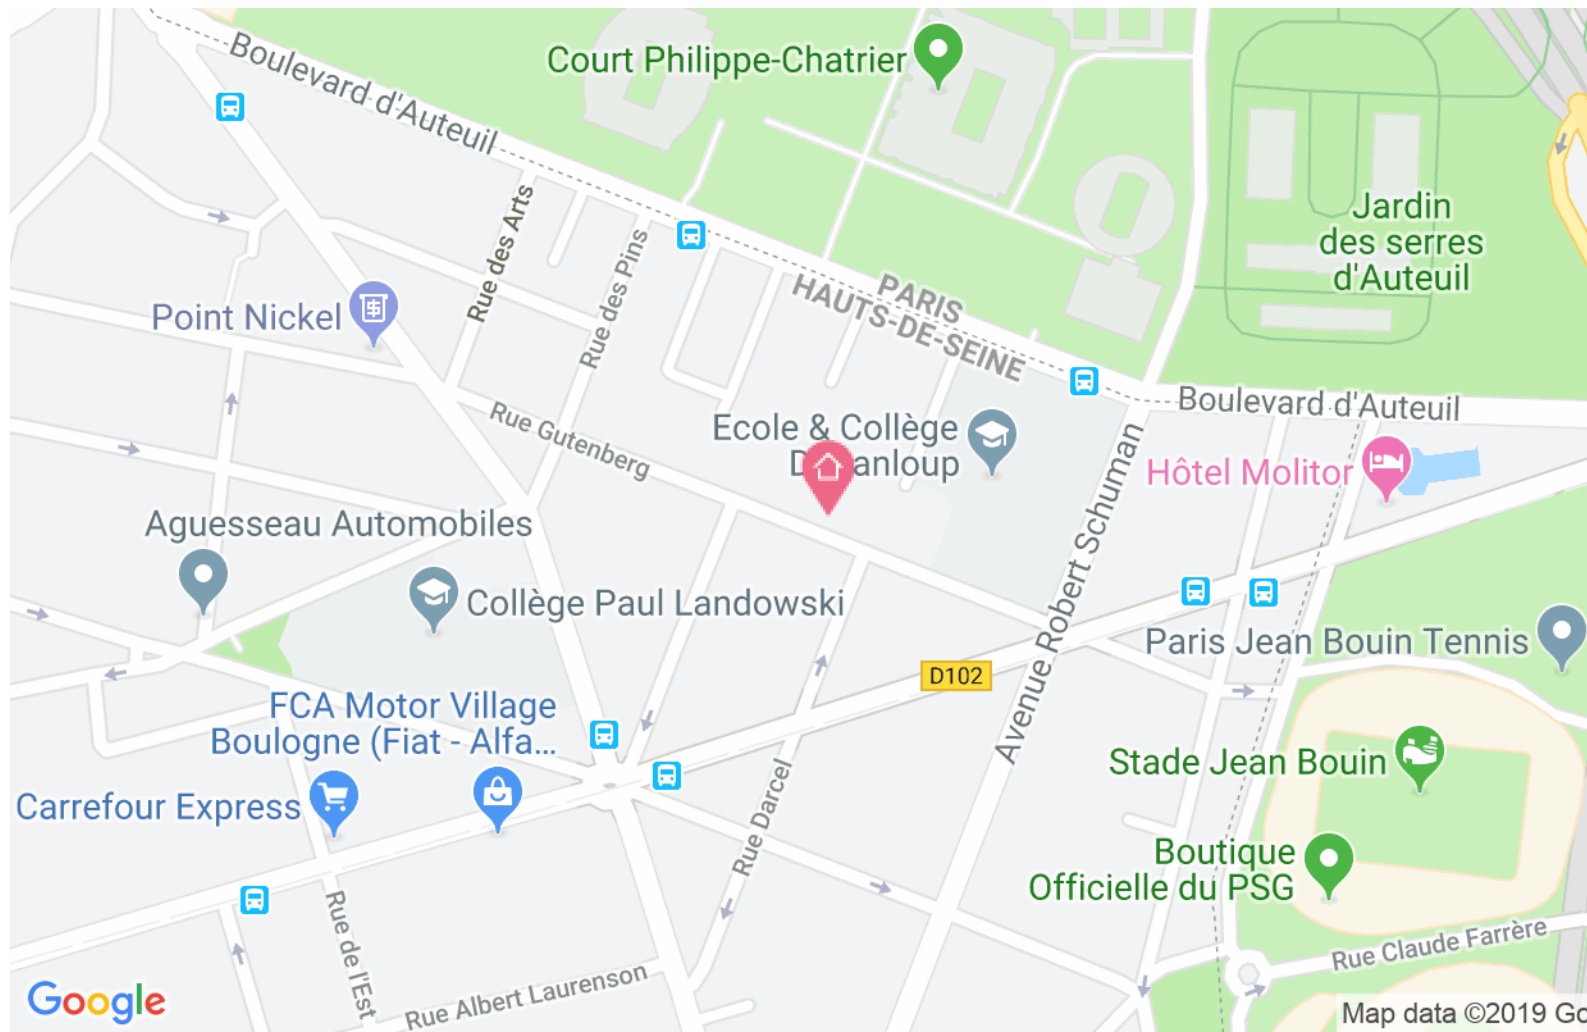 Court Philippe-Chatrier
Boulevard d'Auteuil
Jardin
des serres
d'Auteuil
Rue des Arts
Rue des Pins
PARIS
HAUTS-DE-SEINE
Point Nickel
Boulevard d'Auteuil
Rue Gutenberg
Ecole & Collège
Hôtel Molitor
Aguesseau Automobiles
Avenue Robert Schuman
Collège Paul Landowski
Paris Jean Bouin Tennis
D102
FCA Motor Village
Boulogne (Fiat - Alfa...
Stade Jean Bouin
Carrefour Express
Rue Darcel
Boutique
Officielle du PSG
Rue de l'Est
Rue Claude Farrère
Rue Albert Laurenson
Google
Map data ©2019